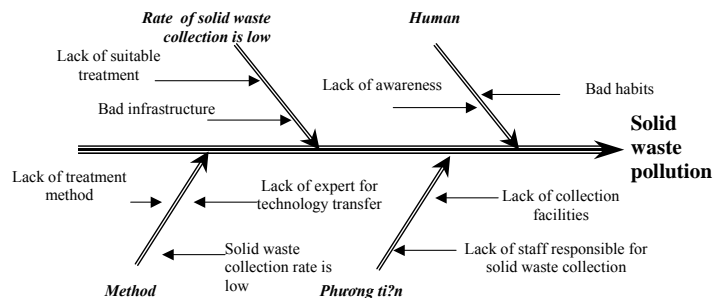 Rate of solid waste
collection is low
Human
Lack of suitable
treatment
Lack of awareness
Bad habits
Bad infrastructure
Solid
waste
pollution
Lack of treatment
method
Lack of expert for
technology transfer
Lack of collection
facilities
Solid waste
collection rate is
low
Lack of staff responsible for
solid waste collection
Method
Phương ti?n